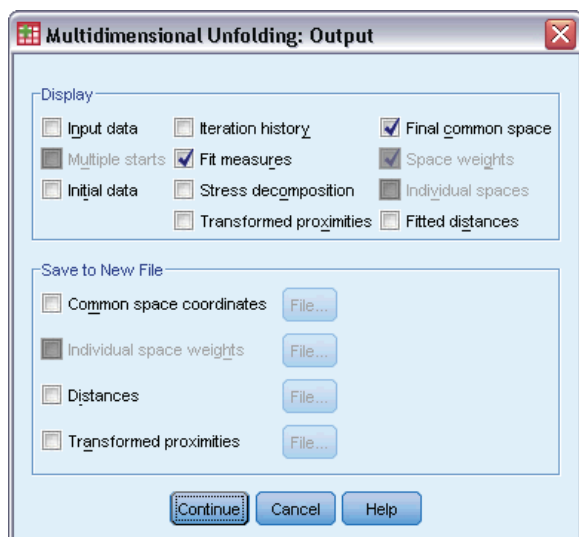 Multidimensional Unfolding: Output
Display
Input data Iteration history Final common space
Multiple starts Fit measures Space weights
Initial data Stress decomposition Individual spaces
Transformed proximities Fitted distances
Save to New File
Common space coordinates File...
Individual space weights File...
Distances File...
Transformed proximities File...
Continue Cancel Help